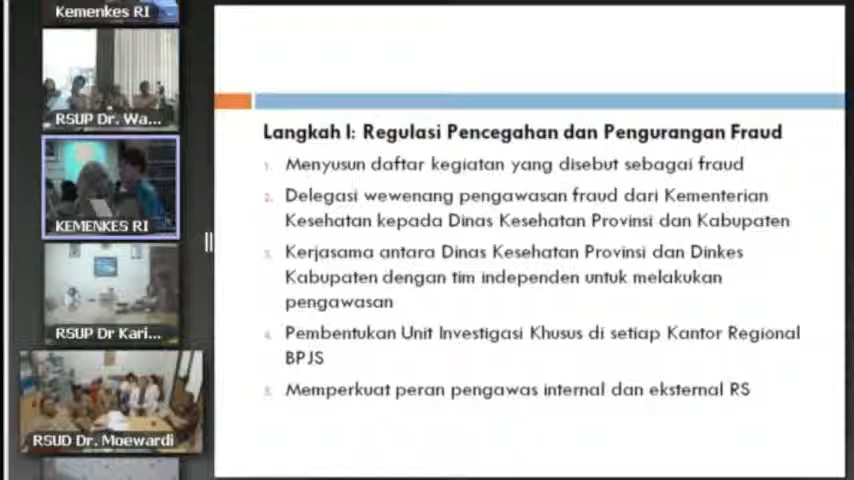 Kemenkes RI
RSUP Dr. Wa...
KEMENKES RI
RSUP Dr Kari...
RSUD Dr. Moewardi
Langkah I: Regulasi Pencegahan dan Pengurangan Fraud
1. Menyusun daftar kegiatan yang disebut sebagai fraud
2. Delegasi wewenang pengawasan fraud dari Kementerian
Kesehatan kepada Dinas Kesehatan Provinsi dan Kabupaten
3. Kerjasama antara Dinas Kesehatan Provinsi dan Dinkes
Kabupaten dengan tim independen untuk melakukan
pengawasan
4. Pembentukan Unit Investigasi Khusus di setiap Kantor Regional
BPJS
5. Memperkuat peran pengawas internal dan eksternal RS